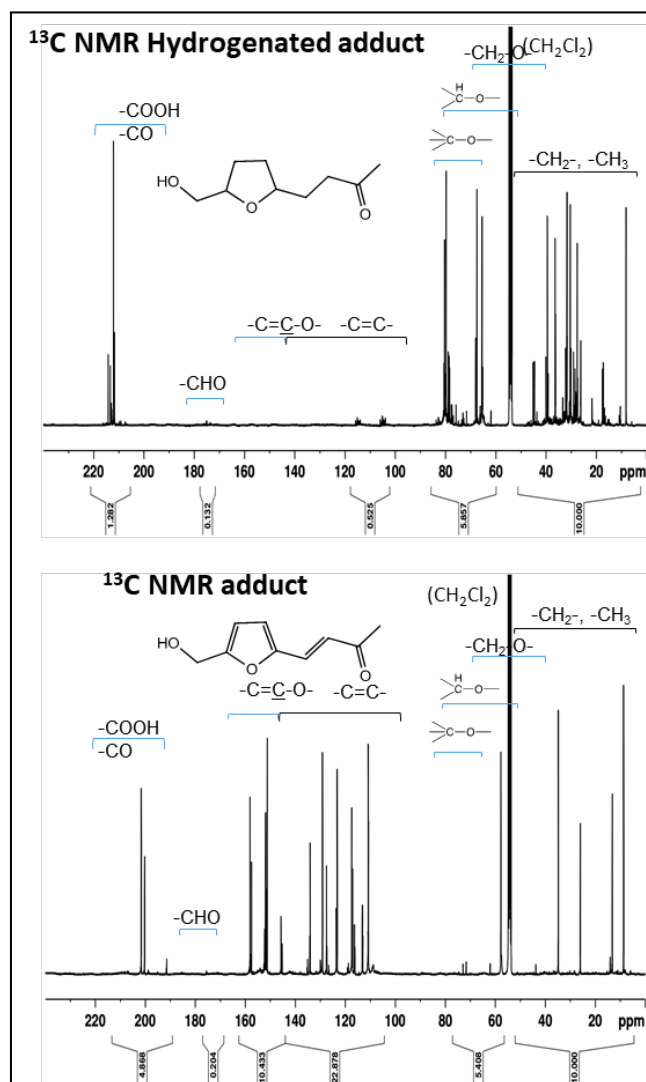 ¹³C NMR Hydrogenated adduct
-CH₂-O-
(CH₂Cl₂)
H
C-O-
-COOH
-CO
C-O-
-CH₂-, -CH₃
HO
O
O
-C=C-O-
-C=C-
-CHO
220 200 180 160 140 120 100 80 60 40 20 ppm
1.282
0.132
0.525
5.857
10.000
¹³C NMR adduct
(CH₂Cl₂)
-CH₂-, -CH₃
HO
O
O
-CH₂-O-
-C=C-O-
-C=C-
H
C-O-
-COOH
-CO
C-O-
-CHO
220 200 180 160 140 120 100 80 60 40 20 ppm
4.868
0.204
10.433
22.878
5.408
10.000